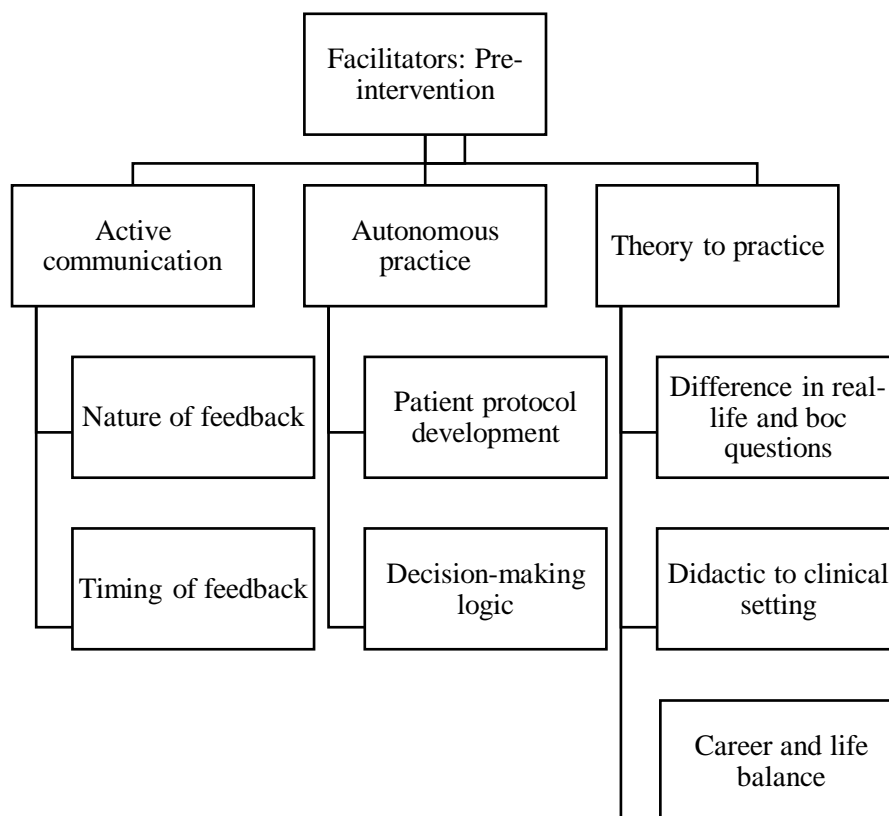 Facilitators: Pre-
intervention
Active
communication
Autonomous
practice
Theory to practice
Nature of feedback
Patient protocol
development
Difference in real-
life and boc
questions
Timing of feedback
Decision-making
logic
Didactic to clinical
setting
Career and life
balance